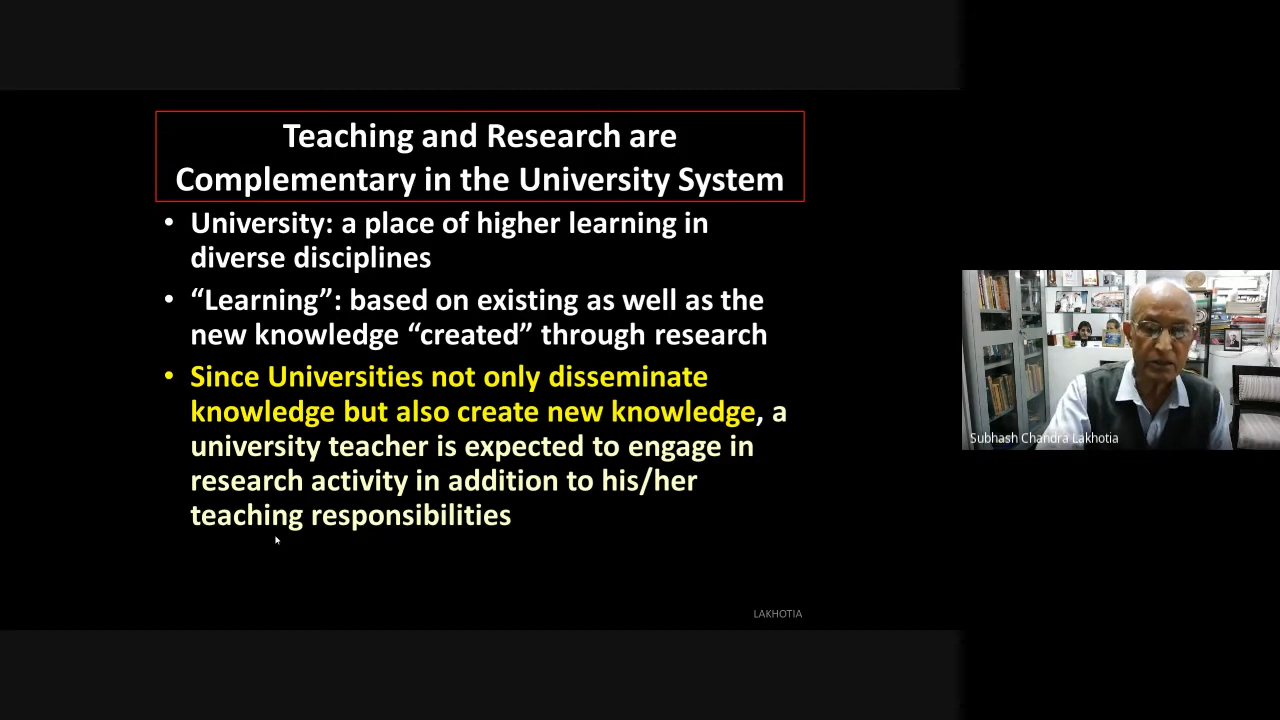 Teaching and Research are
Complementary in the University System
• University: a place of higher learning in
diverse disciplines
• “Learning”: based on existing as well as the
new knowledge “created” through research
• Since Universities not only disseminate
knowledge but also create new knowledge, a
university teacher is expected to engage in
research activity in addition to his/her
teaching responsibilities
LAKHOTIA
Subhash Chandra Lakhotia